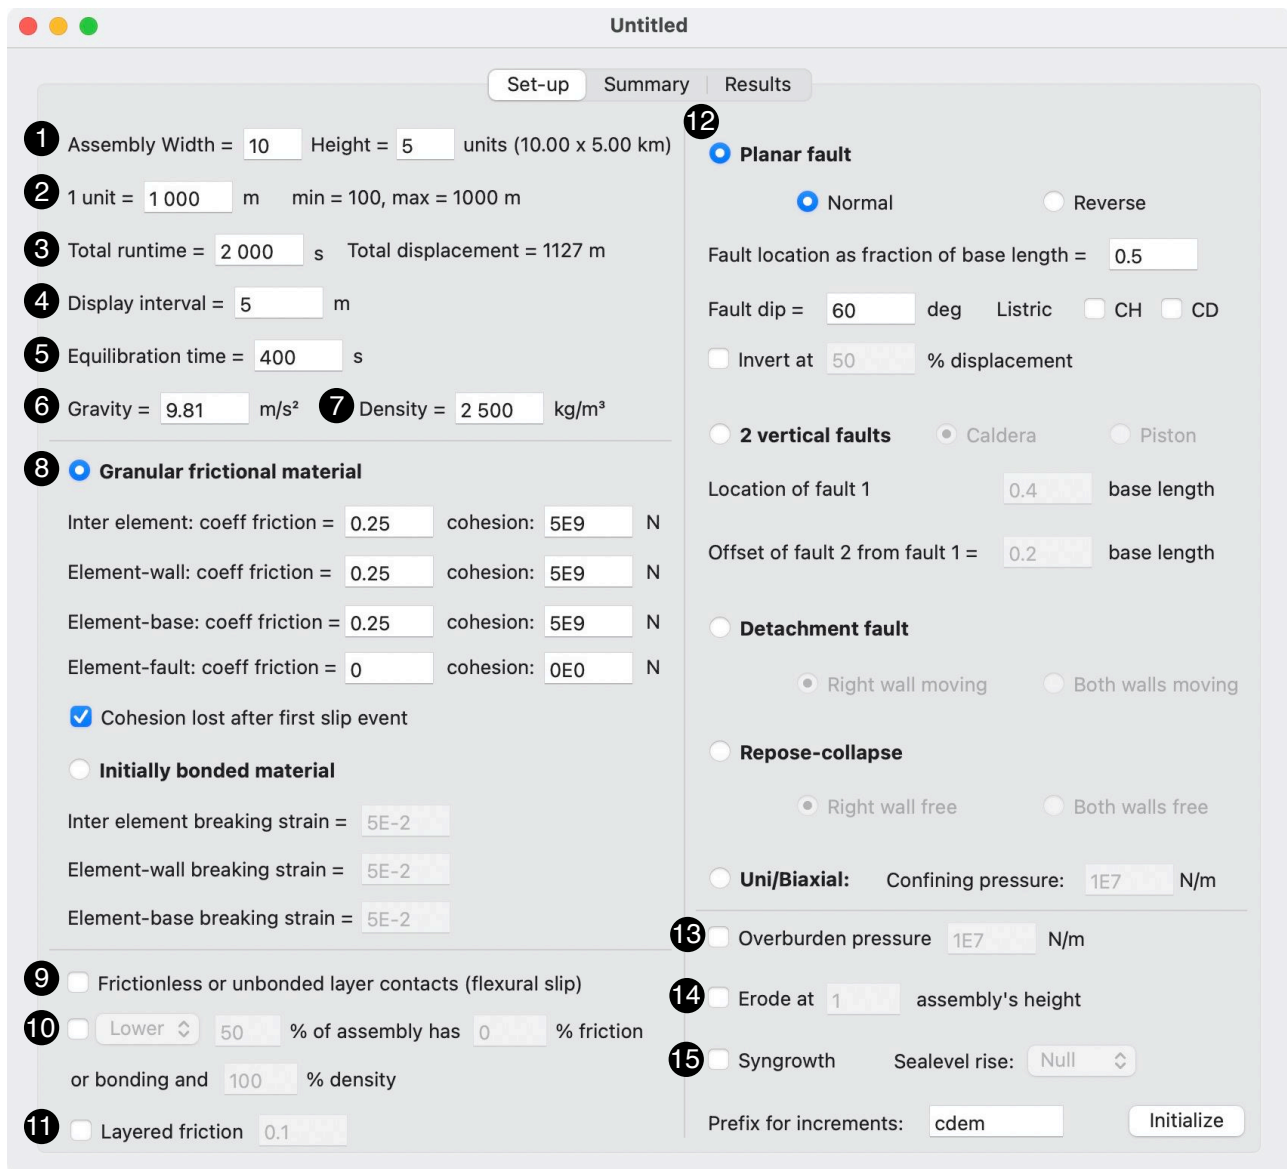 Untitled
Set-up Summary Results
1 Assembly Width = 10 Height = 5 units (10.00 x 5.00 km)
2 1 unit = 1 000 m min = 100, max = 1000 m
3 Total runtime = 2 000 s Total displacement = 1127 m
4 Display interval = 5 m
5 Equilibration time = 400 s
6 Gravity = 9.81 m/s² 7 Density = 2 500 kg/m³
8 Granular frictional material
Inter element: coeff friction = 0.25 cohesion: 5E9 N
Element-wall: coeff friction = 0.25 cohesion: 5E9 N
Element-base: coeff friction = 0.25 cohesion: 5E9 N
Element-fault: coeff friction = 0 cohesion: 0E0 N
Cohesion lost after first slip event
Initially bonded material
Inter element breaking strain = 5E-2
Element-wall breaking strain = 5E-2
Element-base breaking strain = 5E-2
9 Frictionless or unbonded layer contacts (flexural slip)
10 Lower 50 % of assembly has 0 % friction
or bonding and 100 % density
11 Layered friction 0.1
12
Planar fault
Normal Reverse
Fault location as fraction of base length = 0.5
Fault dip = 60 deg Listric CH CD
Invert at 50 % displacement
2 vertical faults Caldera Piston
Location of fault 1 0.4 base length
Offset of fault 2 from fault 1 = 0.2 base length
Detachment fault
Right wall moving Both walls moving
Repose-collapse
Right wall free Both walls free
Uni/Biaxial: Confining pressure: 1E7 N/m
13 Overburden pressure 1E7 N/m
14 Erode at 1 assembly's height
15 Syngrowth Sealevel rise: Null
Prefix for increments: cdem Initialize